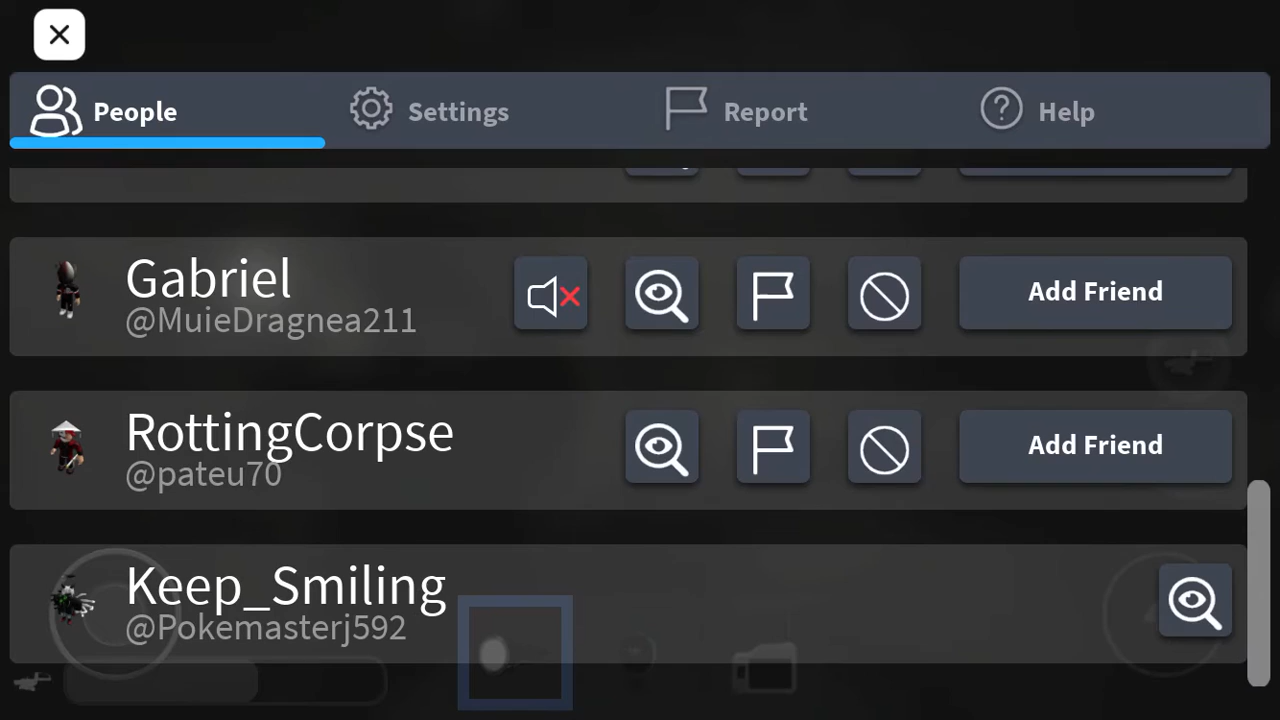 People
Settings
Report
Help
Gabriel
@MuieDragnea211
Add Friend
RottingCorpse
@pateu70
Add Friend
Keep_Smiling
@Pokemasterj592